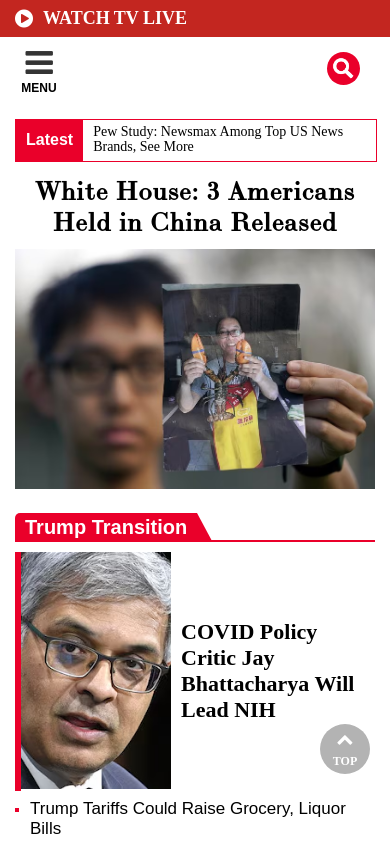 WATCH TV LIVE
MENU
Latest
Pew Study: Newsmax Among Top US News
Brands, See More
White House: 3 Americans
Held in China Released
Trump Transition
COVID Policy
Critic Jay
Bhattacharya Will
Lead NIH
TOP
Trump Tariffs Could Raise Grocery, Liquor
Bills